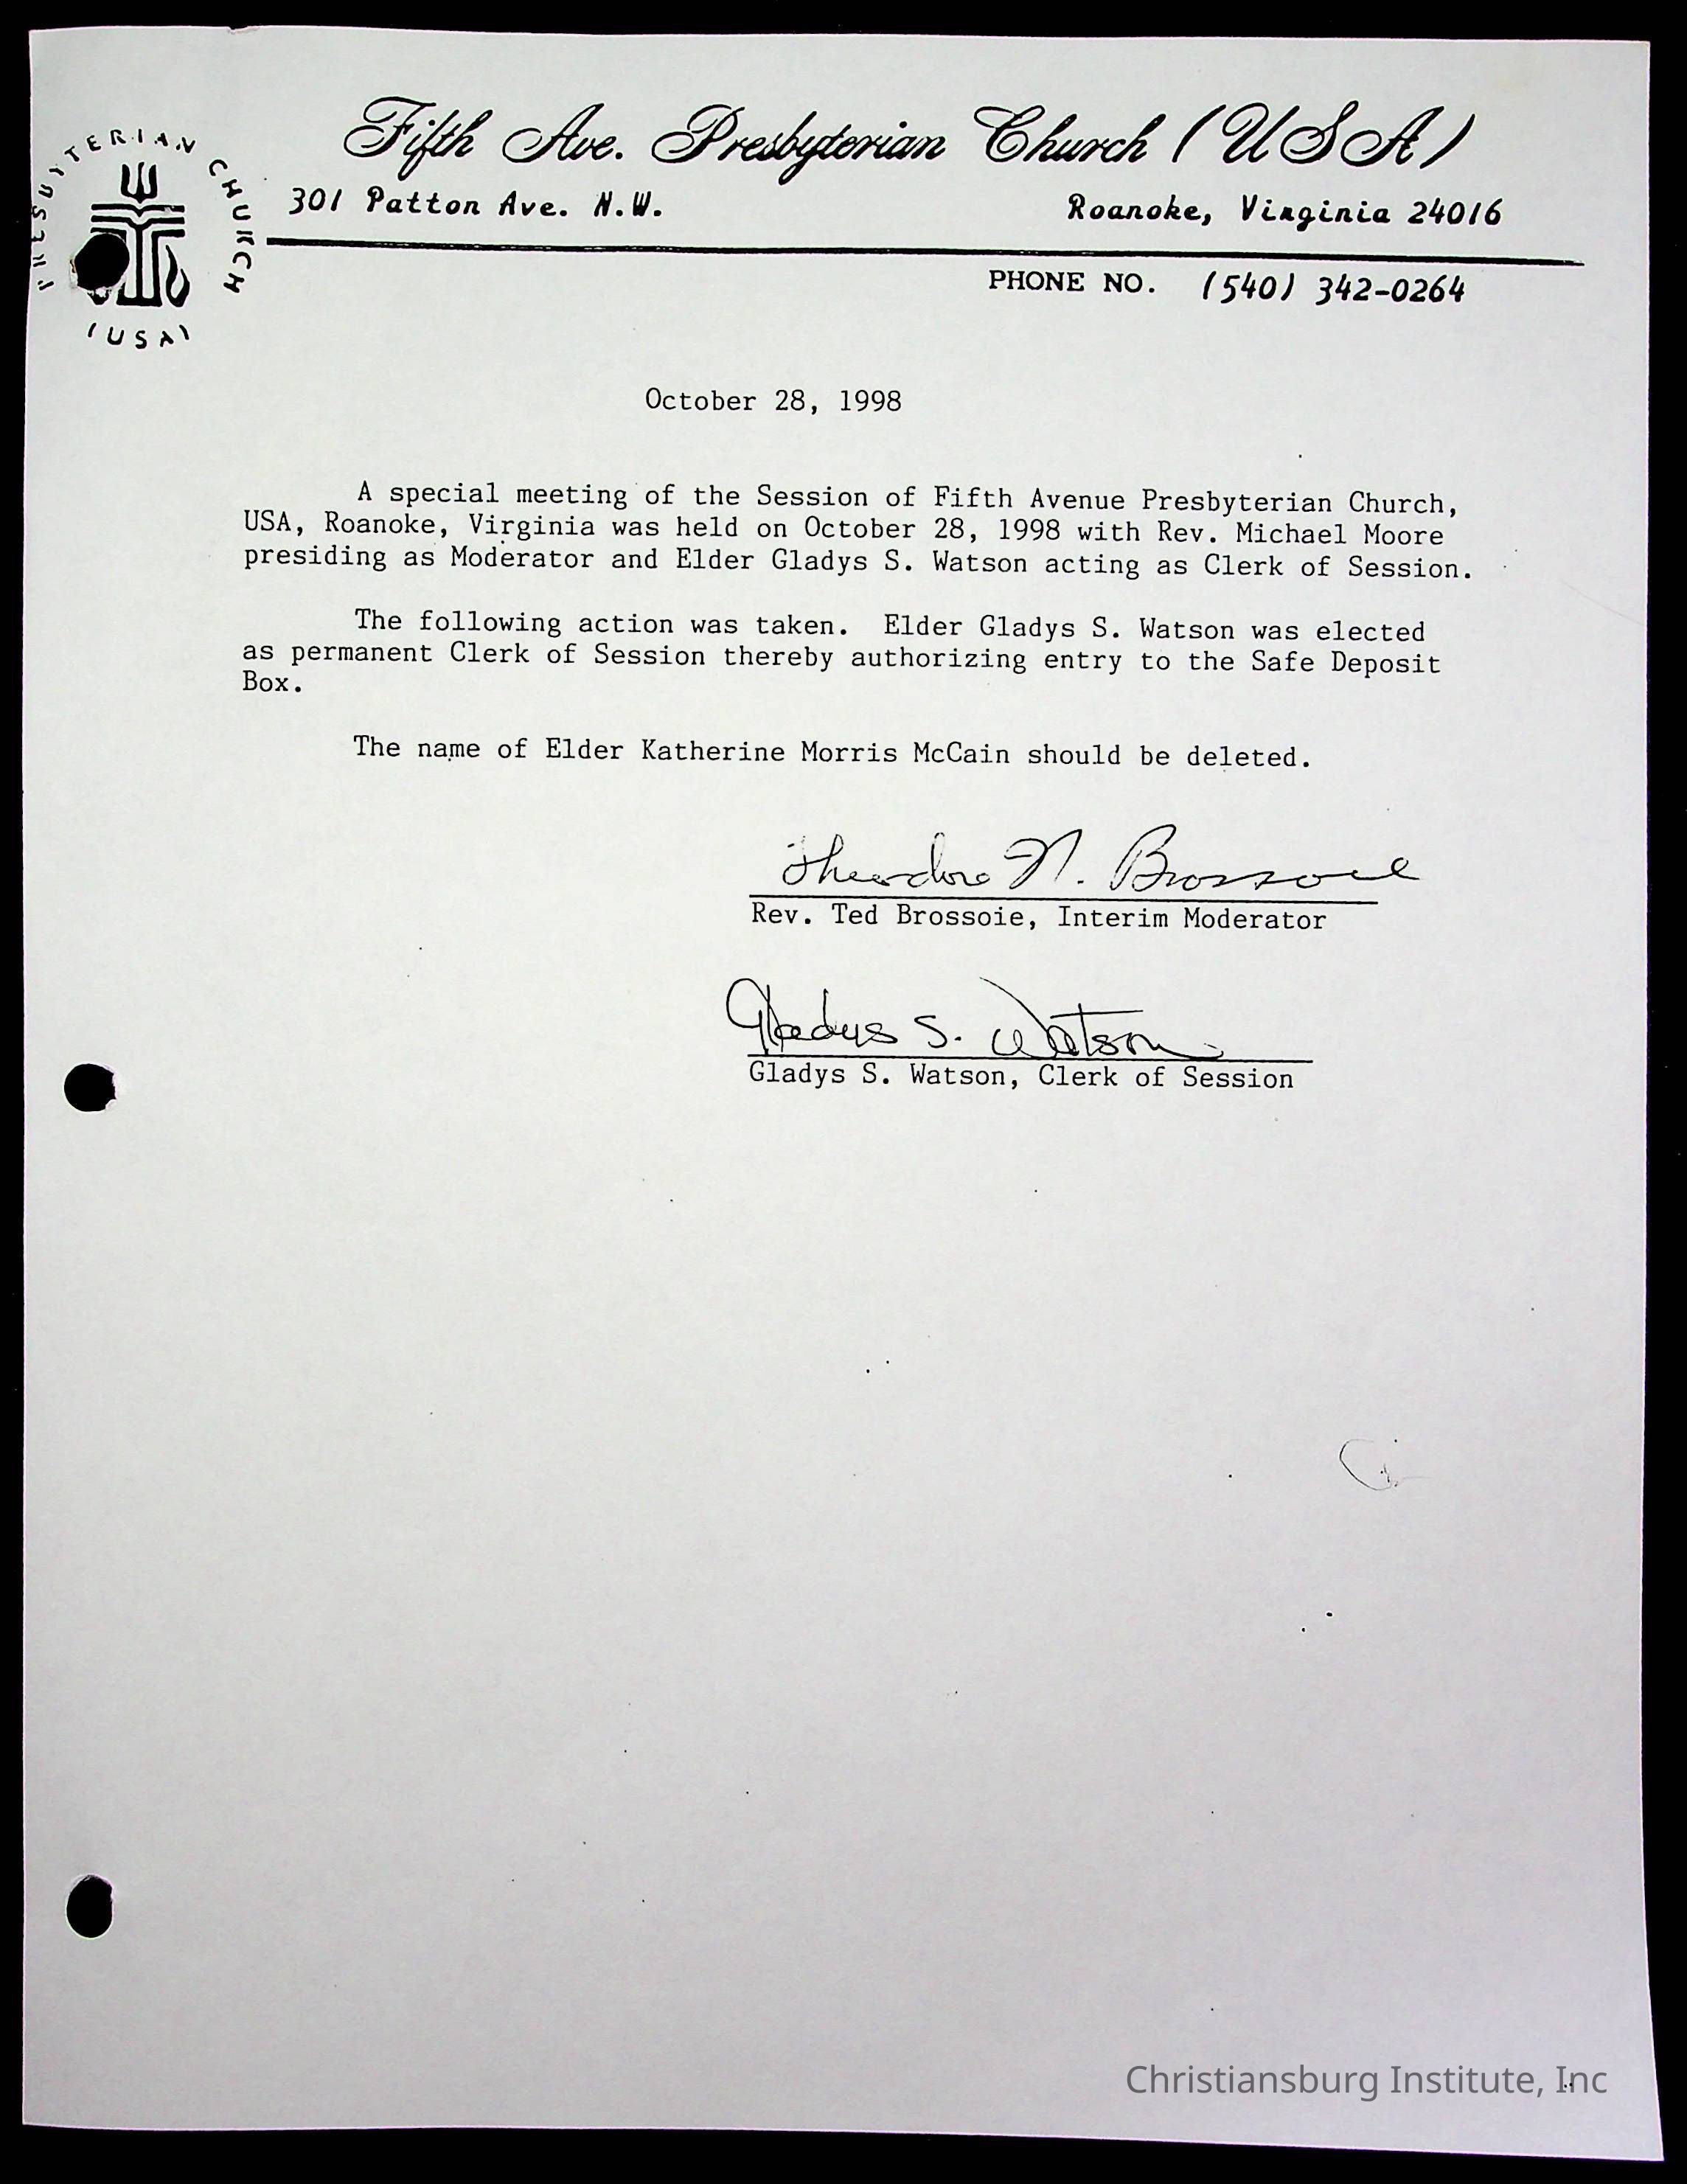 Fifth Ave. Presbyterian Church (USA)
PRESBYTERIAN CHURCH
(USA)
301 Patton Ave. N.W. Roanoke, Virginia 24016
PHONE NO. (540) 342-0264
October 28, 1998
A special meeting of the Session of Fifth Avenue Presbyterian Church,
USA, Roanoke, Virginia was held on October 28, 1998 with Rev. Michael Moore
presiding as Moderator and Elder Gladys S. Watson acting as Clerk of Session.
The following action was taken. Elder Gladys S. Watson was elected
as permanent Clerk of Session thereby authorizing entry to the Safe Deposit
Box.
The name of Elder Katherine Morris McCain should be deleted.
Theodore N. Brossoie
Rev. Ted Brossoie, Interim Moderator
Gladys S. Watson
Gladys S. Watson, Clerk of Session
Christiansburg Institute, Inc